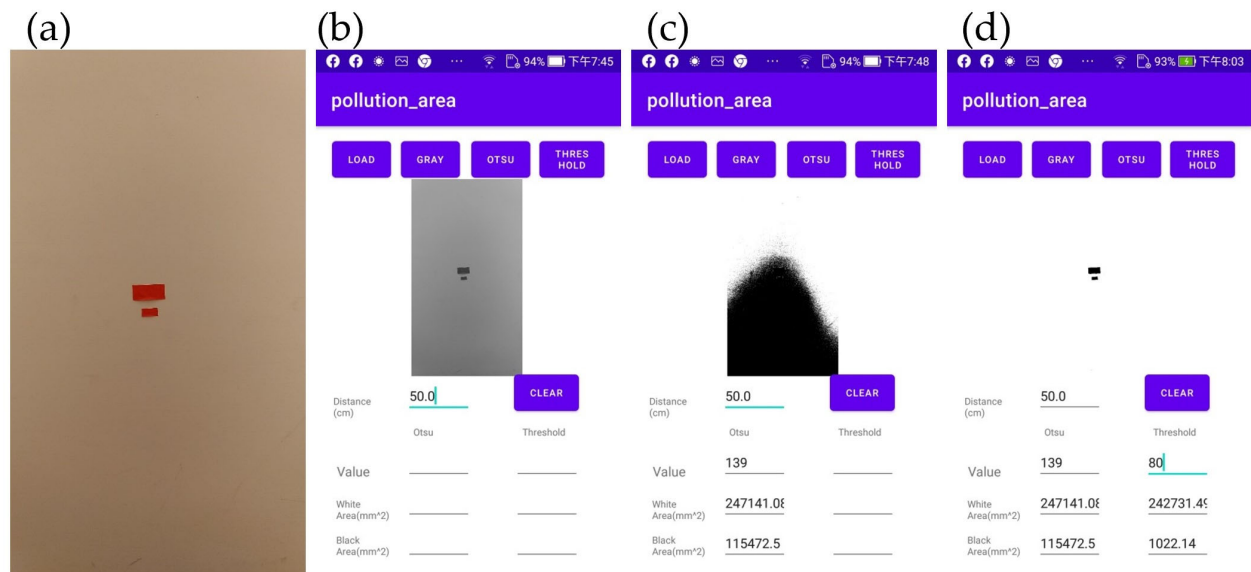 (a)
(b)
(c)
(d)
94% 下午7:45
pollution_area
LOAD
GRAY
OTSU
THRES
HOLD
Distance
(cm)
50.0
CLEAR
Otsu
Threshold
Value
White
Area(mm^2)
Black
Area(mm^2)
94% 下午7:48
pollution_area
LOAD
GRAY
OTSU
THRES
HOLD
Distance
(cm)
50.0
CLEAR
Otsu
Threshold
Value
139
White
Area(mm^2)
247141.08
Black
Area(mm^2)
115472.5
93% 下午8:03
pollution_area
LOAD
GRAY
OTSU
THRES
HOLD
Distance
(cm)
50.0
CLEAR
Otsu
Threshold
Value
139
80
White
Area(mm^2)
247141.08
242731.49
Black
Area(mm^2)
115472.5
1022.14